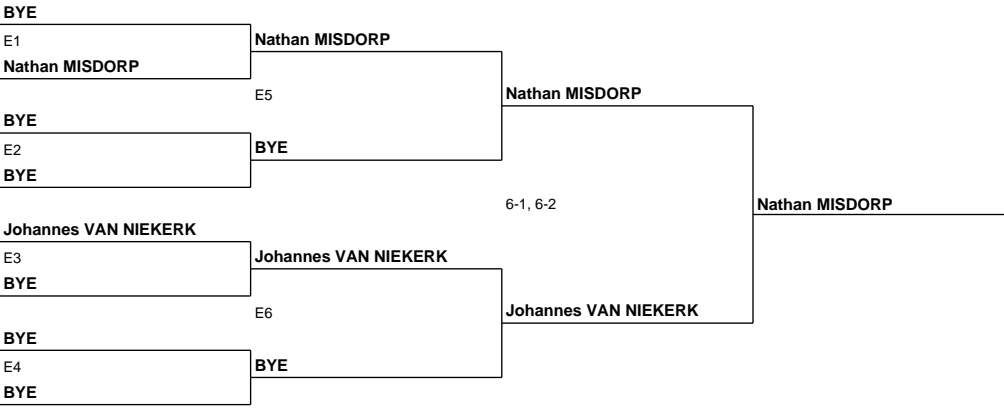 BYE
E1
Nathan MISDORP
Nathan MISDORP
E5
BYE
E2
BYE
BYE
Nathan MISDORP
6-1, 6-2
Nathan MISDORP
Johannes VAN NIEKERK
E3
BYE
Johannes VAN NIEKERK
E6
BYE
E4
BYE
BYE
Johannes VAN NIEKERK